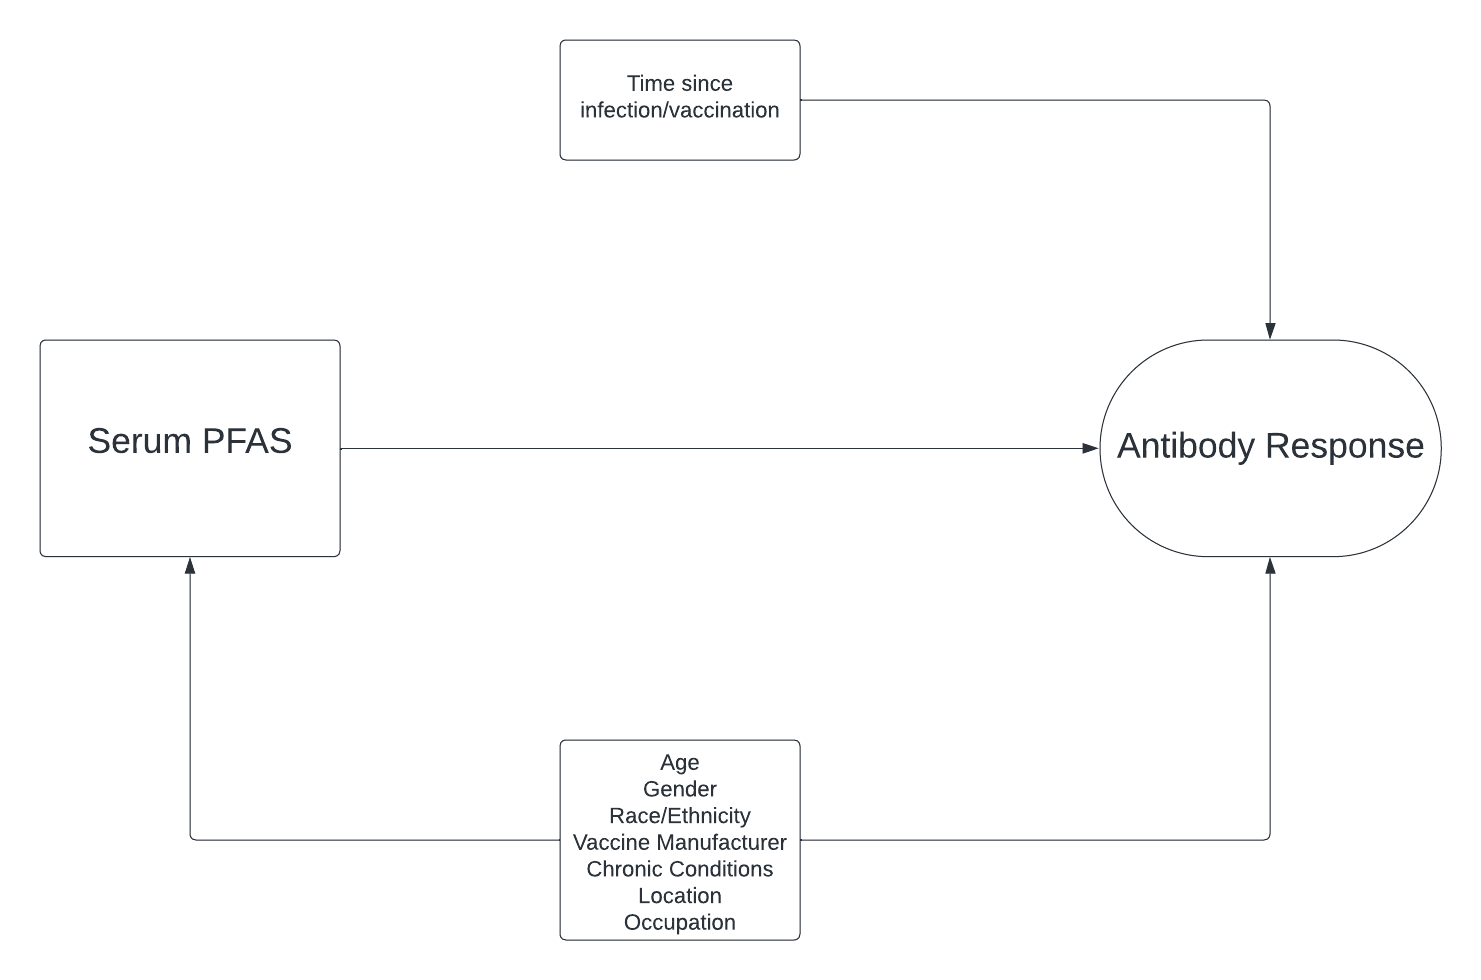 Time since
infection/vaccination
Serum PFAS
Antibody Response
Age
Gender
Race/Ethnicity
Vaccine Manufacturer
Chronic Conditions
Location
Occupation